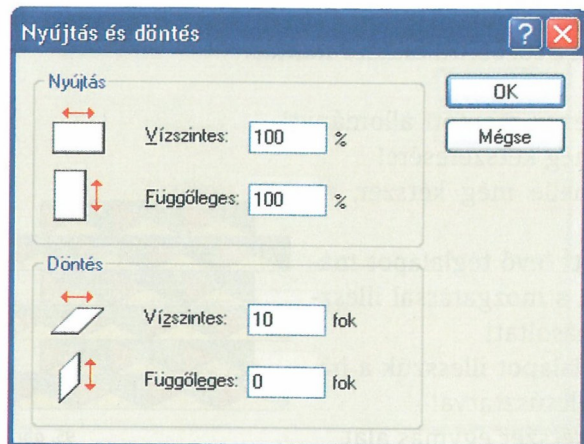 Nyújtás és döntés
Nyújtás
Vízszintes: 100 %
Függőleges: 100 %
OK
Mégse
Döntés
Vízszintes: 10 fok
Függőleges: 0 fok